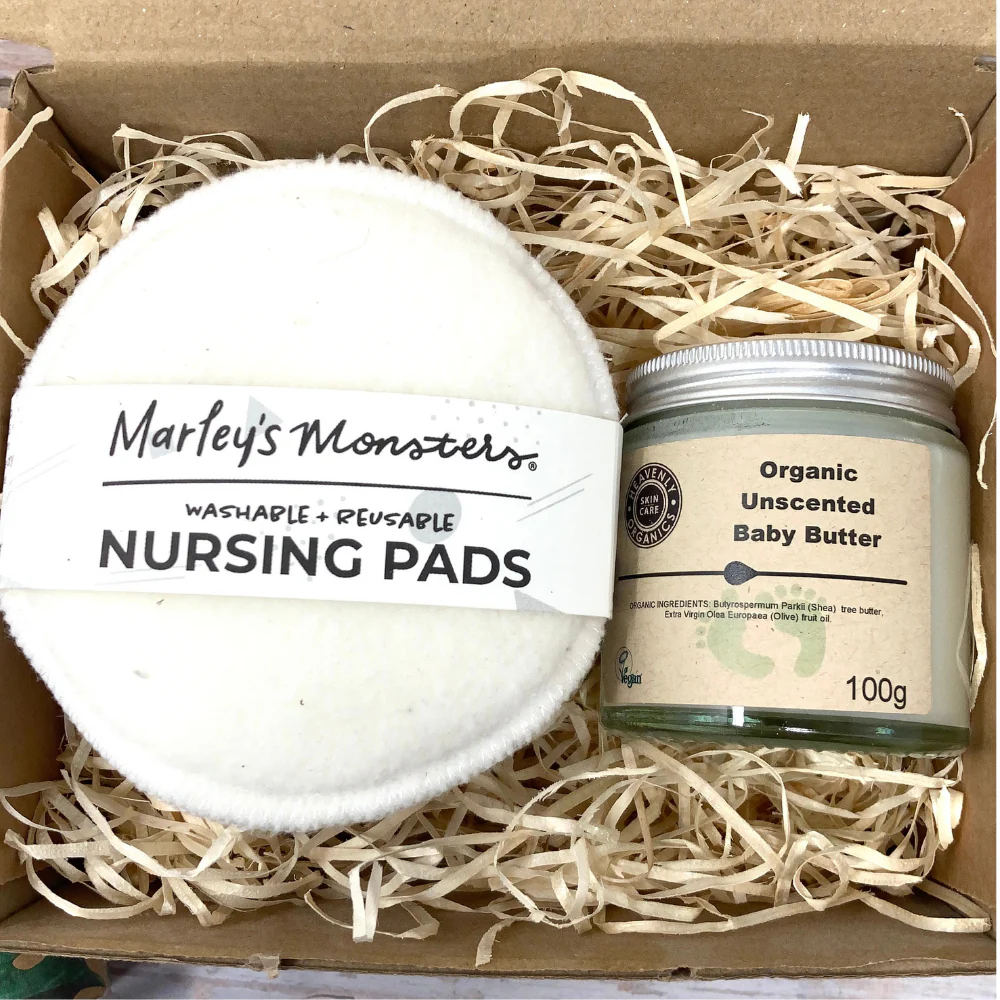 Marley's Monsters®
WASHABLE + REUSABLE
NURSING PADS
HEAVENLY
SKIN
CARE
ORGANICS
Organic
Unscented
Baby Butter
ORGANIC INGREDIENTS: Butyrospermum Parkii (Shea) tree butter,
Extra Virgin Olea Europaea (Olive) fruit oil.
Vegan
100g